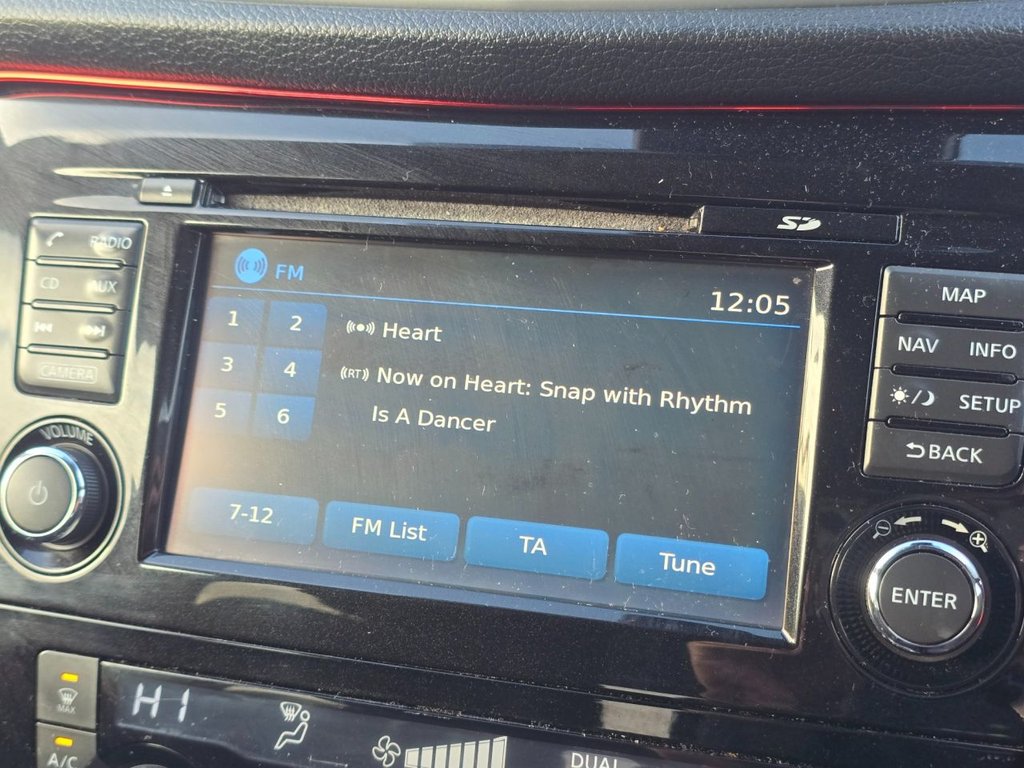 SD
RADIO
CD AUX
CAMERA
VOLUME
FM
12:05
1 2
3 4
5 6
Heart
(RT) Now on Heart: Snap with Rhythm
Is A Dancer
7-12 FM List TA Tune
MAP
NAV INFO
SETUP
BACK
ENTER
MAX
A/C
HI
DUAL